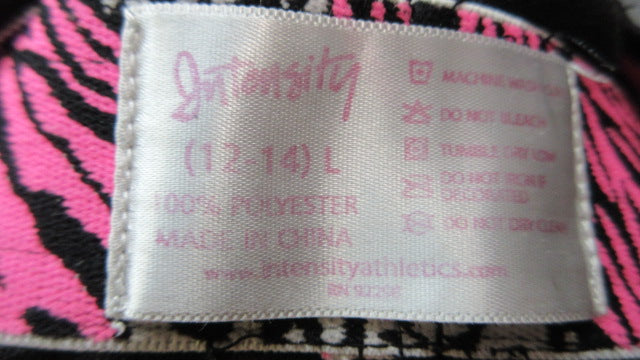 Intensity
(12-14) L
100% POLYESTER
MADE IN CHINA
MACHINE WASH
DO NOT BLEACH
TUMBLE DRY LOW
DO NOT IRON IF
DECORATED
DO NOT DRY CLEAN
www.intensityathletics.com